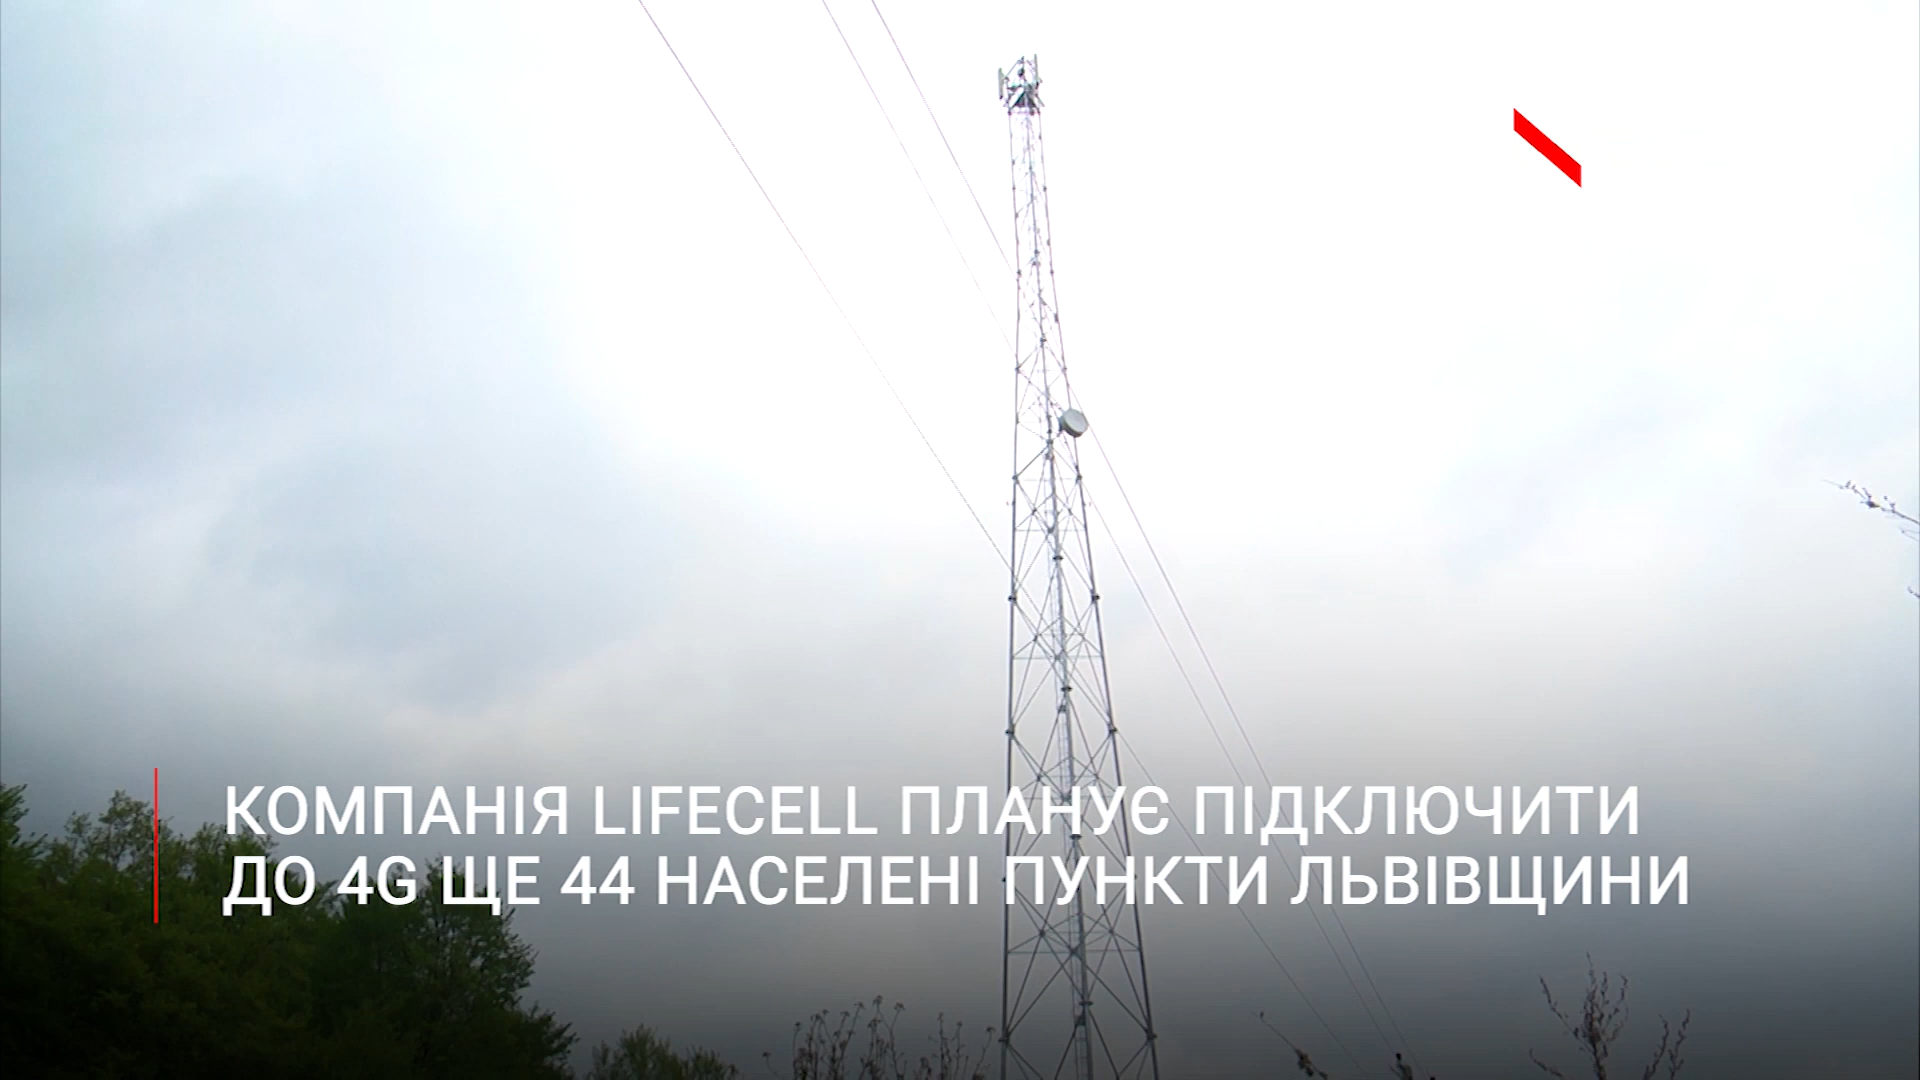 КОМПАНІЯ LIFECELL ПЛАНУЄ ПІДКЛЮЧИТИ
ДО 4G ЩЕ 44 НАСЕЛЕНІ ПУНКТИ ЛЬВІВЩИНИ